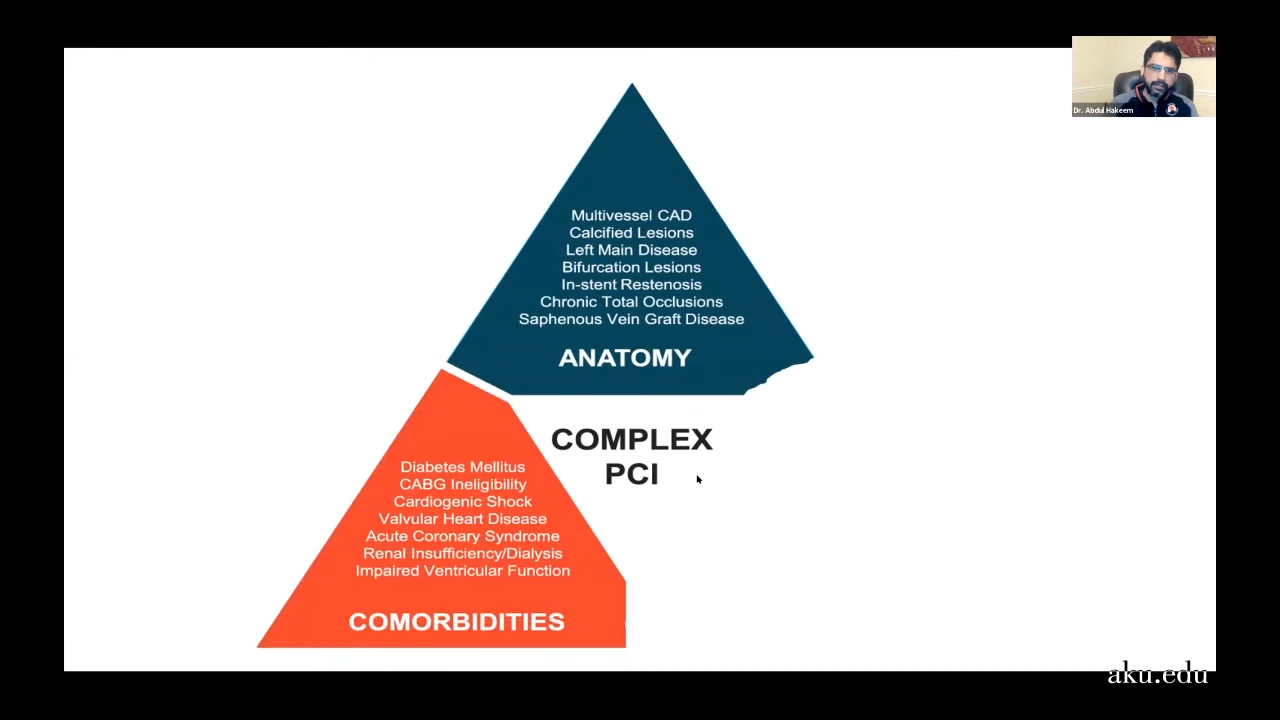 Dr. Abdul Hakeem
Multivessel CAD
Calcified Lesions
Left Main Disease
Bifurcation Lesions
In-stent Restenosis
Chronic Total Occlusions
Saphenous Vein Graft Disease
ANATOMY
COMPLEX
PCI
Diabetes Mellitus
CABG Ineligibility
Cardiogenic Shock
Valvular Heart Disease
Acute Coronary Syndrome
Renal Insufficiency/Dialysis
Impaired Ventricular Function
COMORBIDITIES
aku.edu